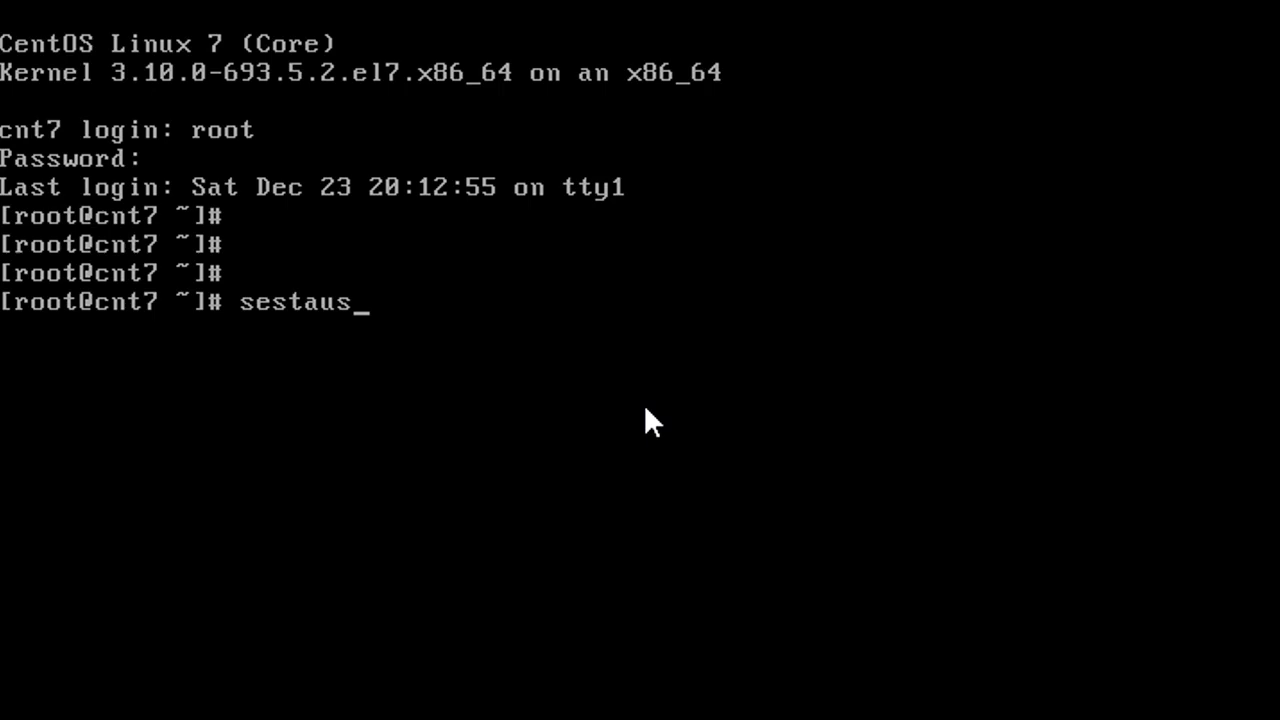 CentOS Linux 7 (Core)
Kernel 3.10.0-693.5.2.el7.x86_64 on an x86_64
cnt7 login: root
Password:
Last login: Sat Dec 23 20:12:55 on tty1
[root@cnt7 ~]#
[root@cnt7 ~]#
[root@cnt7 ~]#
[root@cnt7 ~]# sestaus_